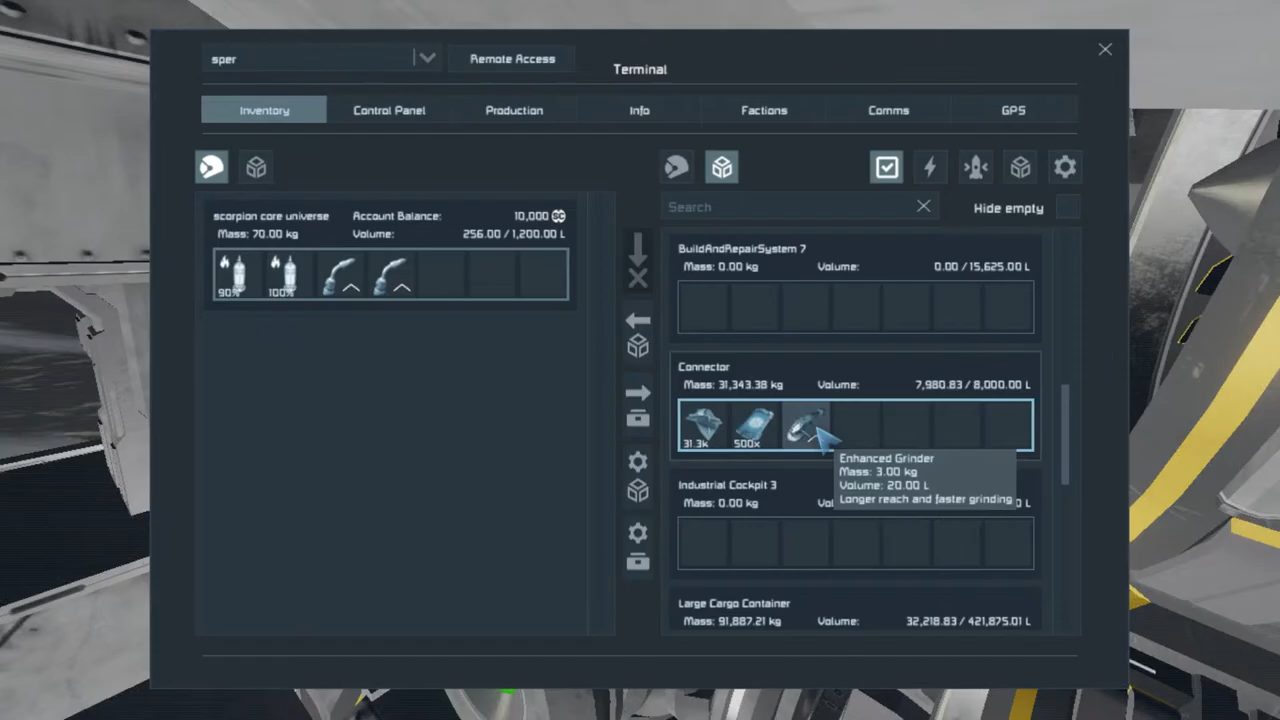 sper
Remote Access
Terminal
Inventory
Control Panel
Production
Info
Factions
Comms
GPS
scorpion core universe
Account Balance:
10,000 SC
Mass: 70.00 kg
Volume:
256.00 / 1,200.00 L
90%
100%
Search
Hide empty
BuildAndRepairSystem 7
Mass: 0.00 kg
Volume:
0.00 / 15,625.00 L
Connector
Mass: 31,343.38 kg
Volume:
7,980.83 / 8,000.00 L
31.3k
500x
Enhanced Grinder
Mass: 3.00 kg
Volume: 20.00 L
Longer reach and faster grinding
Industrial Cockpit 3
Mass: 0.00 kg
Large Cargo Container
Mass: 91,887.21 kg
Volume:
32,218.83 / 421,875.01 L